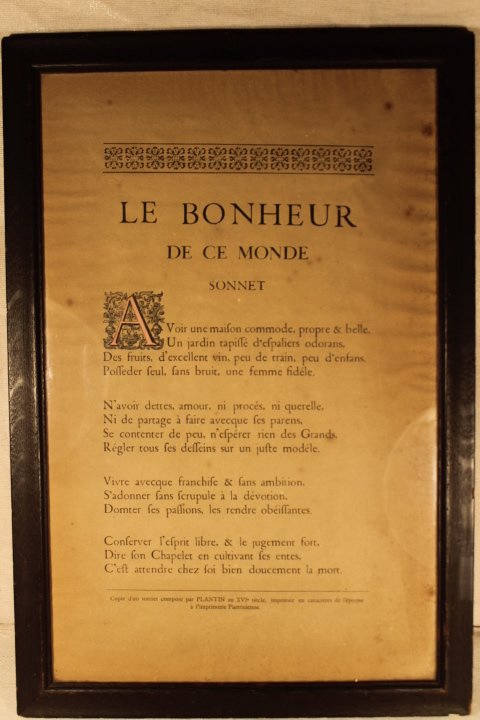 LE BONHEUR
DE CE MONDE
SONNET
AVoir une maiſon commode, propre & belle,
Un jardin tapiſſé d'eſpaliers odorans,
Des fruits, d'excellent vin, peu de train, peu d'enfans,
Poſſeder ſeul, ſans bruit, une femme fidéle.
N'avoir dettes, amour, ni procés, ni querelle,
Ni de partage à faire avecque ſes parens,
Se contenter de peu, n'eſpérer rien des Grands,
Régler tous ſes deſſeins sur un juſte modéle.
Vivre avecque franchiſe & ſans ambition,
S'adonner ſans ſcrupule à la dévotion,
Domter ſes paſſions, les rendre obéiſſantes.
Conſerver l'eſprit libre, & le jugement fort,
Dire ſon Chapelet en cultivant ſes entes,
C'eſt attendre chez ſoi bien doucement la mort.
Copie d'un sonnet composé par PLANTIN au XVIᵉ siècle, imprimée en caractères de l'époque
à l'imprimerie Plantinienne.